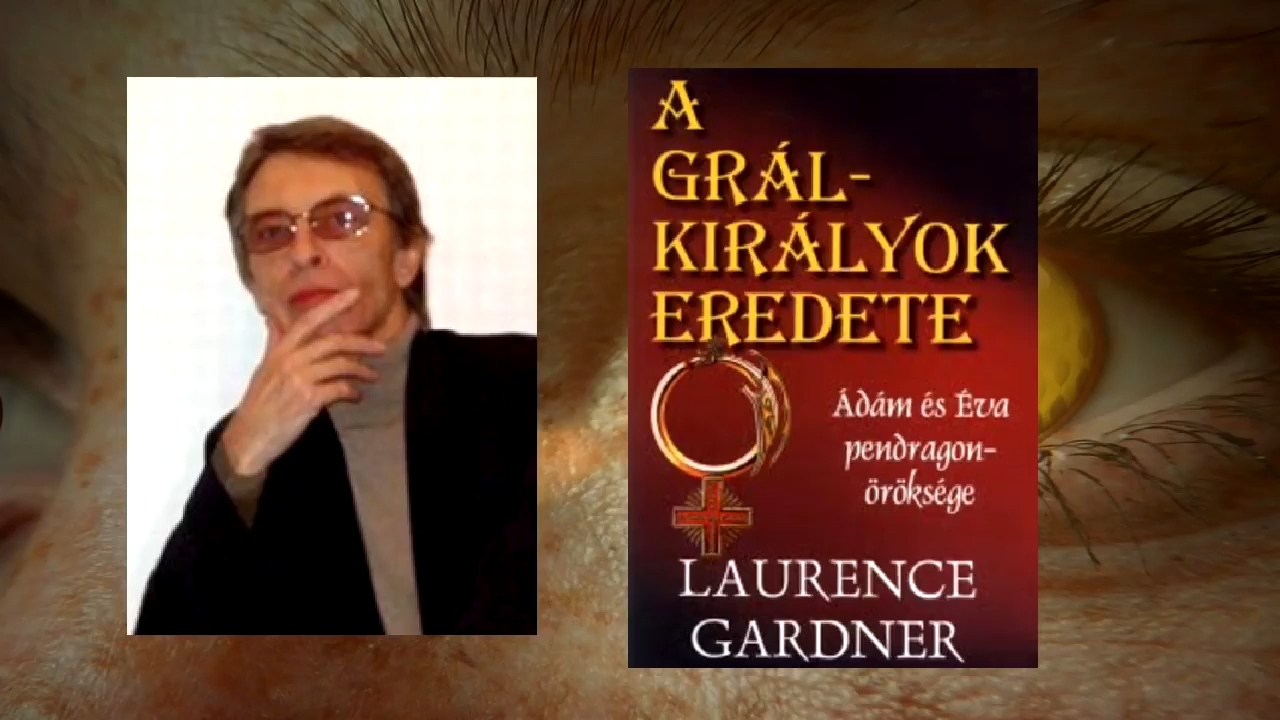 A
GRÁL-
KIRÁLYOK
EREDETE
Ádám és Éva
pendragon-
öröksége
LAURENCE
GARDNER